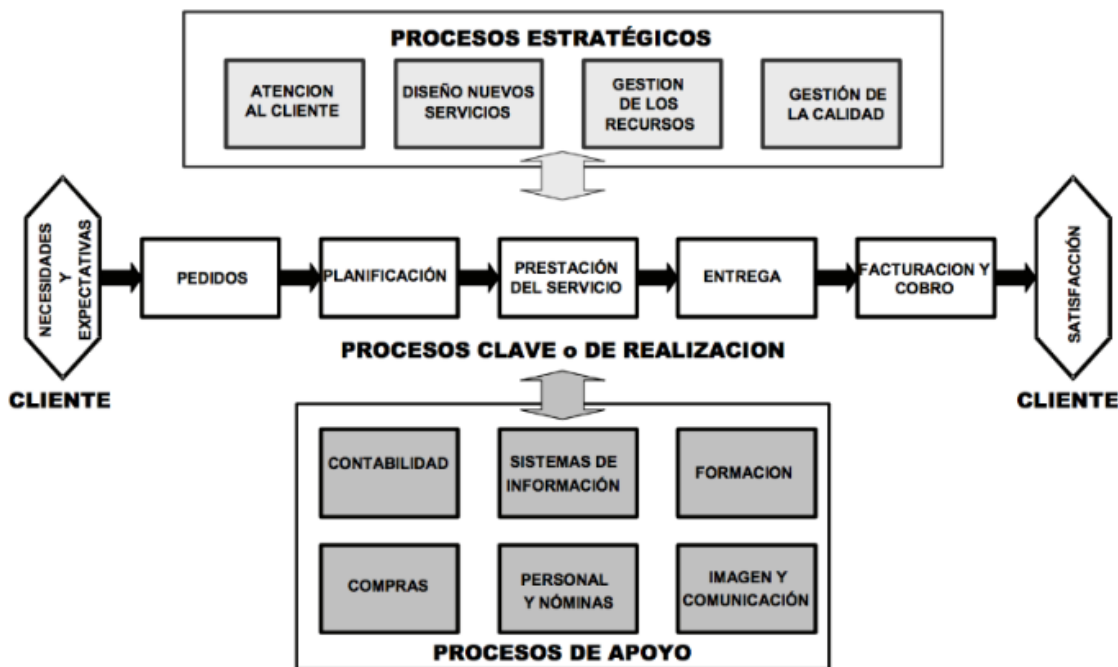 PROCESOS ESTRATÉGICOS
ATENCION
AL CLIENTE
DISEÑO NUEVOS
SERVICIOS
GESTION
DE LOS
RECURSOS
GESTIÓN DE
LA CALIDAD
NECESIDADES
Y
EXPECTATIVAS
CLIENTE
PEDIDOS
PLANIFICACIÓN
PRESTACIÓN
DEL SERVICIO
ENTREGA
FACTURACION Y
COBRO
SATISFACCIÓN
CLIENTE
PROCESOS CLAVE o DE REALIZACION
CONTABILIDAD
SISTEMAS DE
INFORMACIÓN
FORMACION
COMPRAS
PERSONAL
Y NÓMINAS
IMAGEN Y
COMUNICACIÓN
PROCESOS DE APOYO